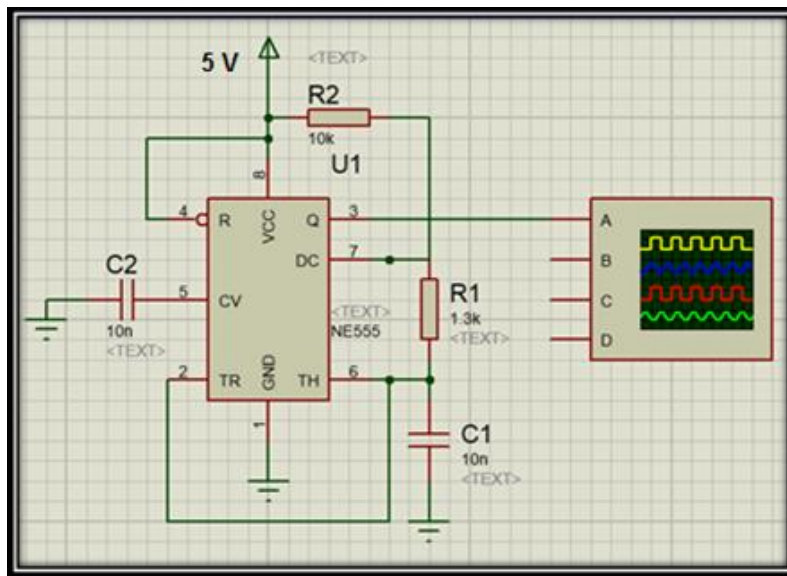 5 V
<TEXT>
R2
10k
U1
8
4
R
VCC
Q
3
A
DC
7
B
C2
5
CV
C
R1
1.3k
<TEXT>
10n
<TEXT>
<TEXT>
NE555
D
2
TR
GND
TH
6
1
C1
10n
<TEXT>